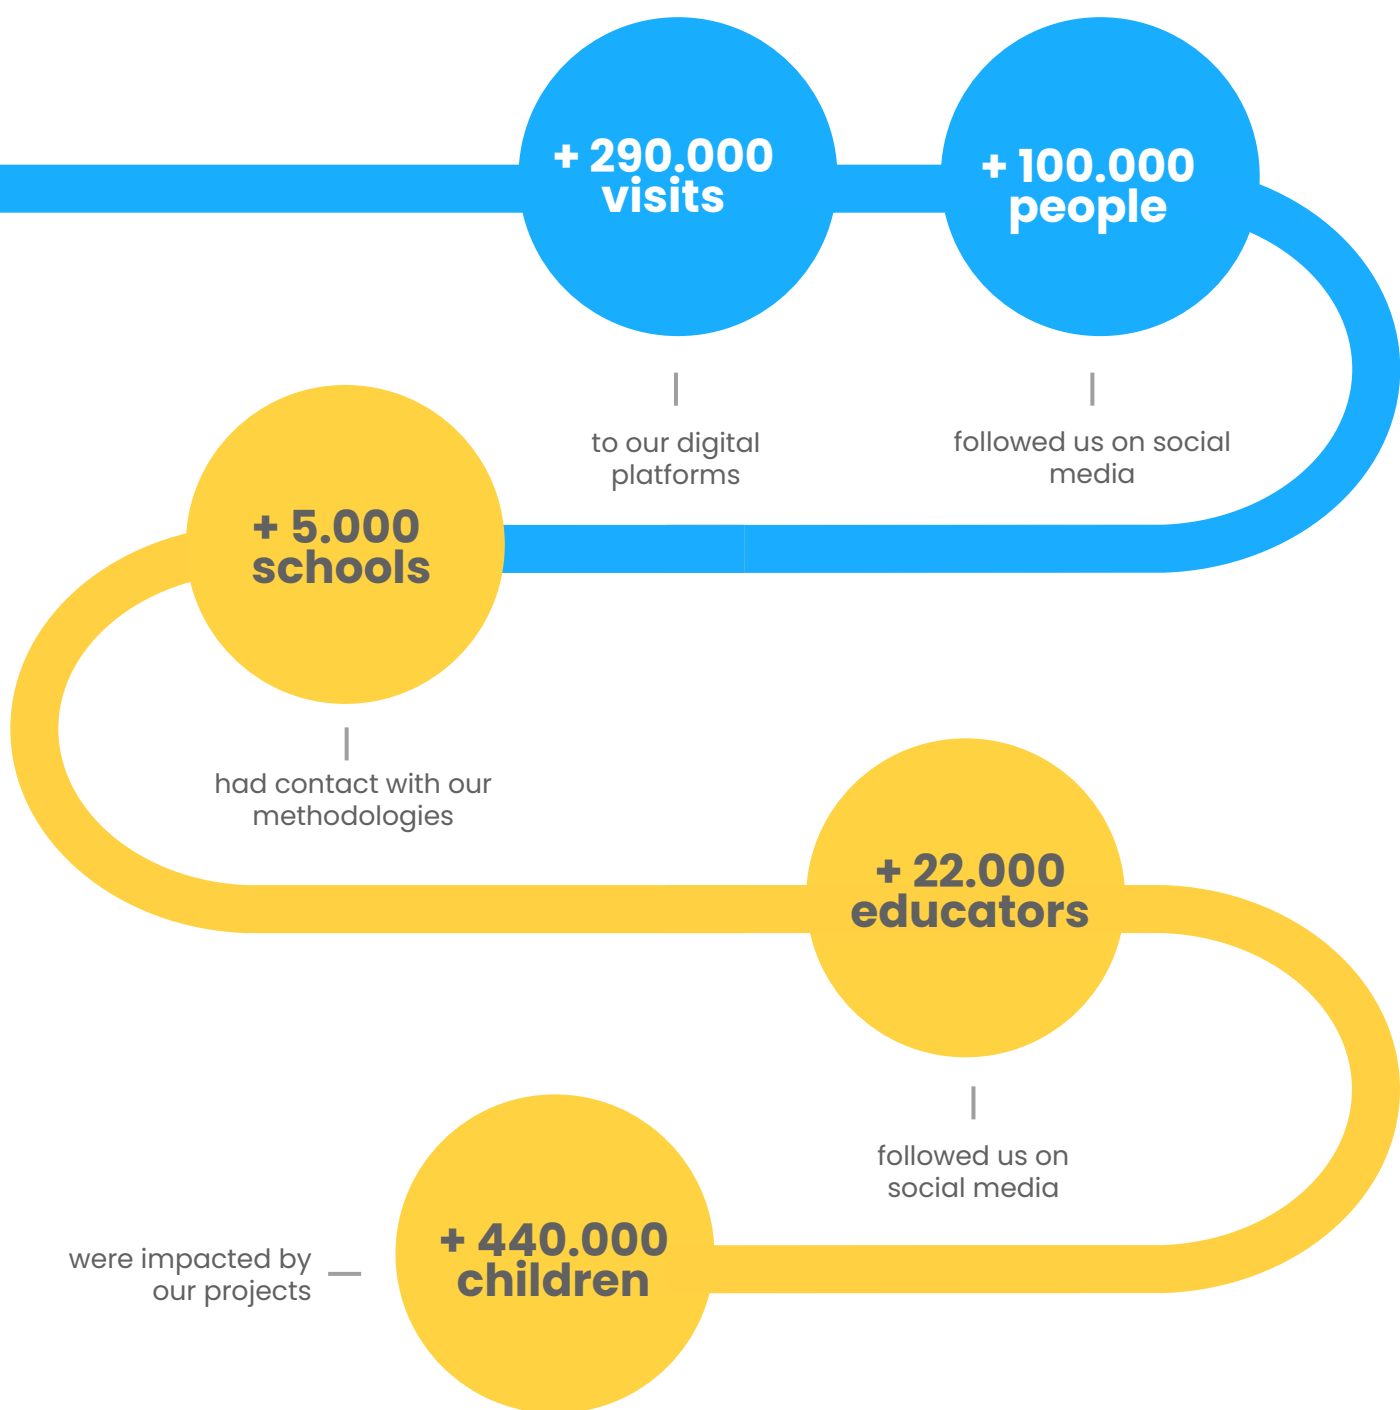 + 290.000
visits
to our digital
platforms
+ 100.000
people
followed us on social
media
+ 5.000
schools
had contact with our
methodologies
+ 22.000
educators
followed us on
social media
+ 440.000
children
were impacted by
our projects